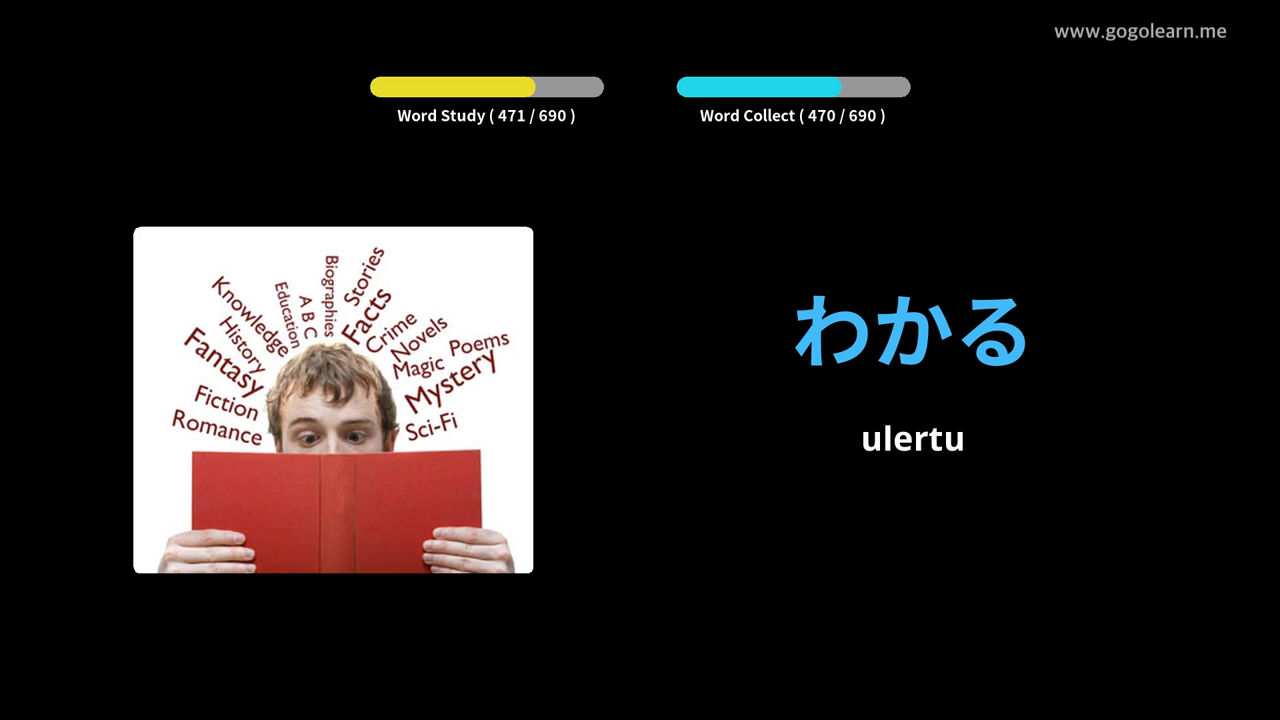 www.gogolearn.me
Word Study ( 471 / 690 )
Word Collect ( 470 / 690 )
Stories
Biographies
Facts
A B C
Education
Knowledge
Crime
Novels
History
Poems
Magic
Fantasy
Mystery
Fiction
Sci-Fi
Romance
わかる
ulertu